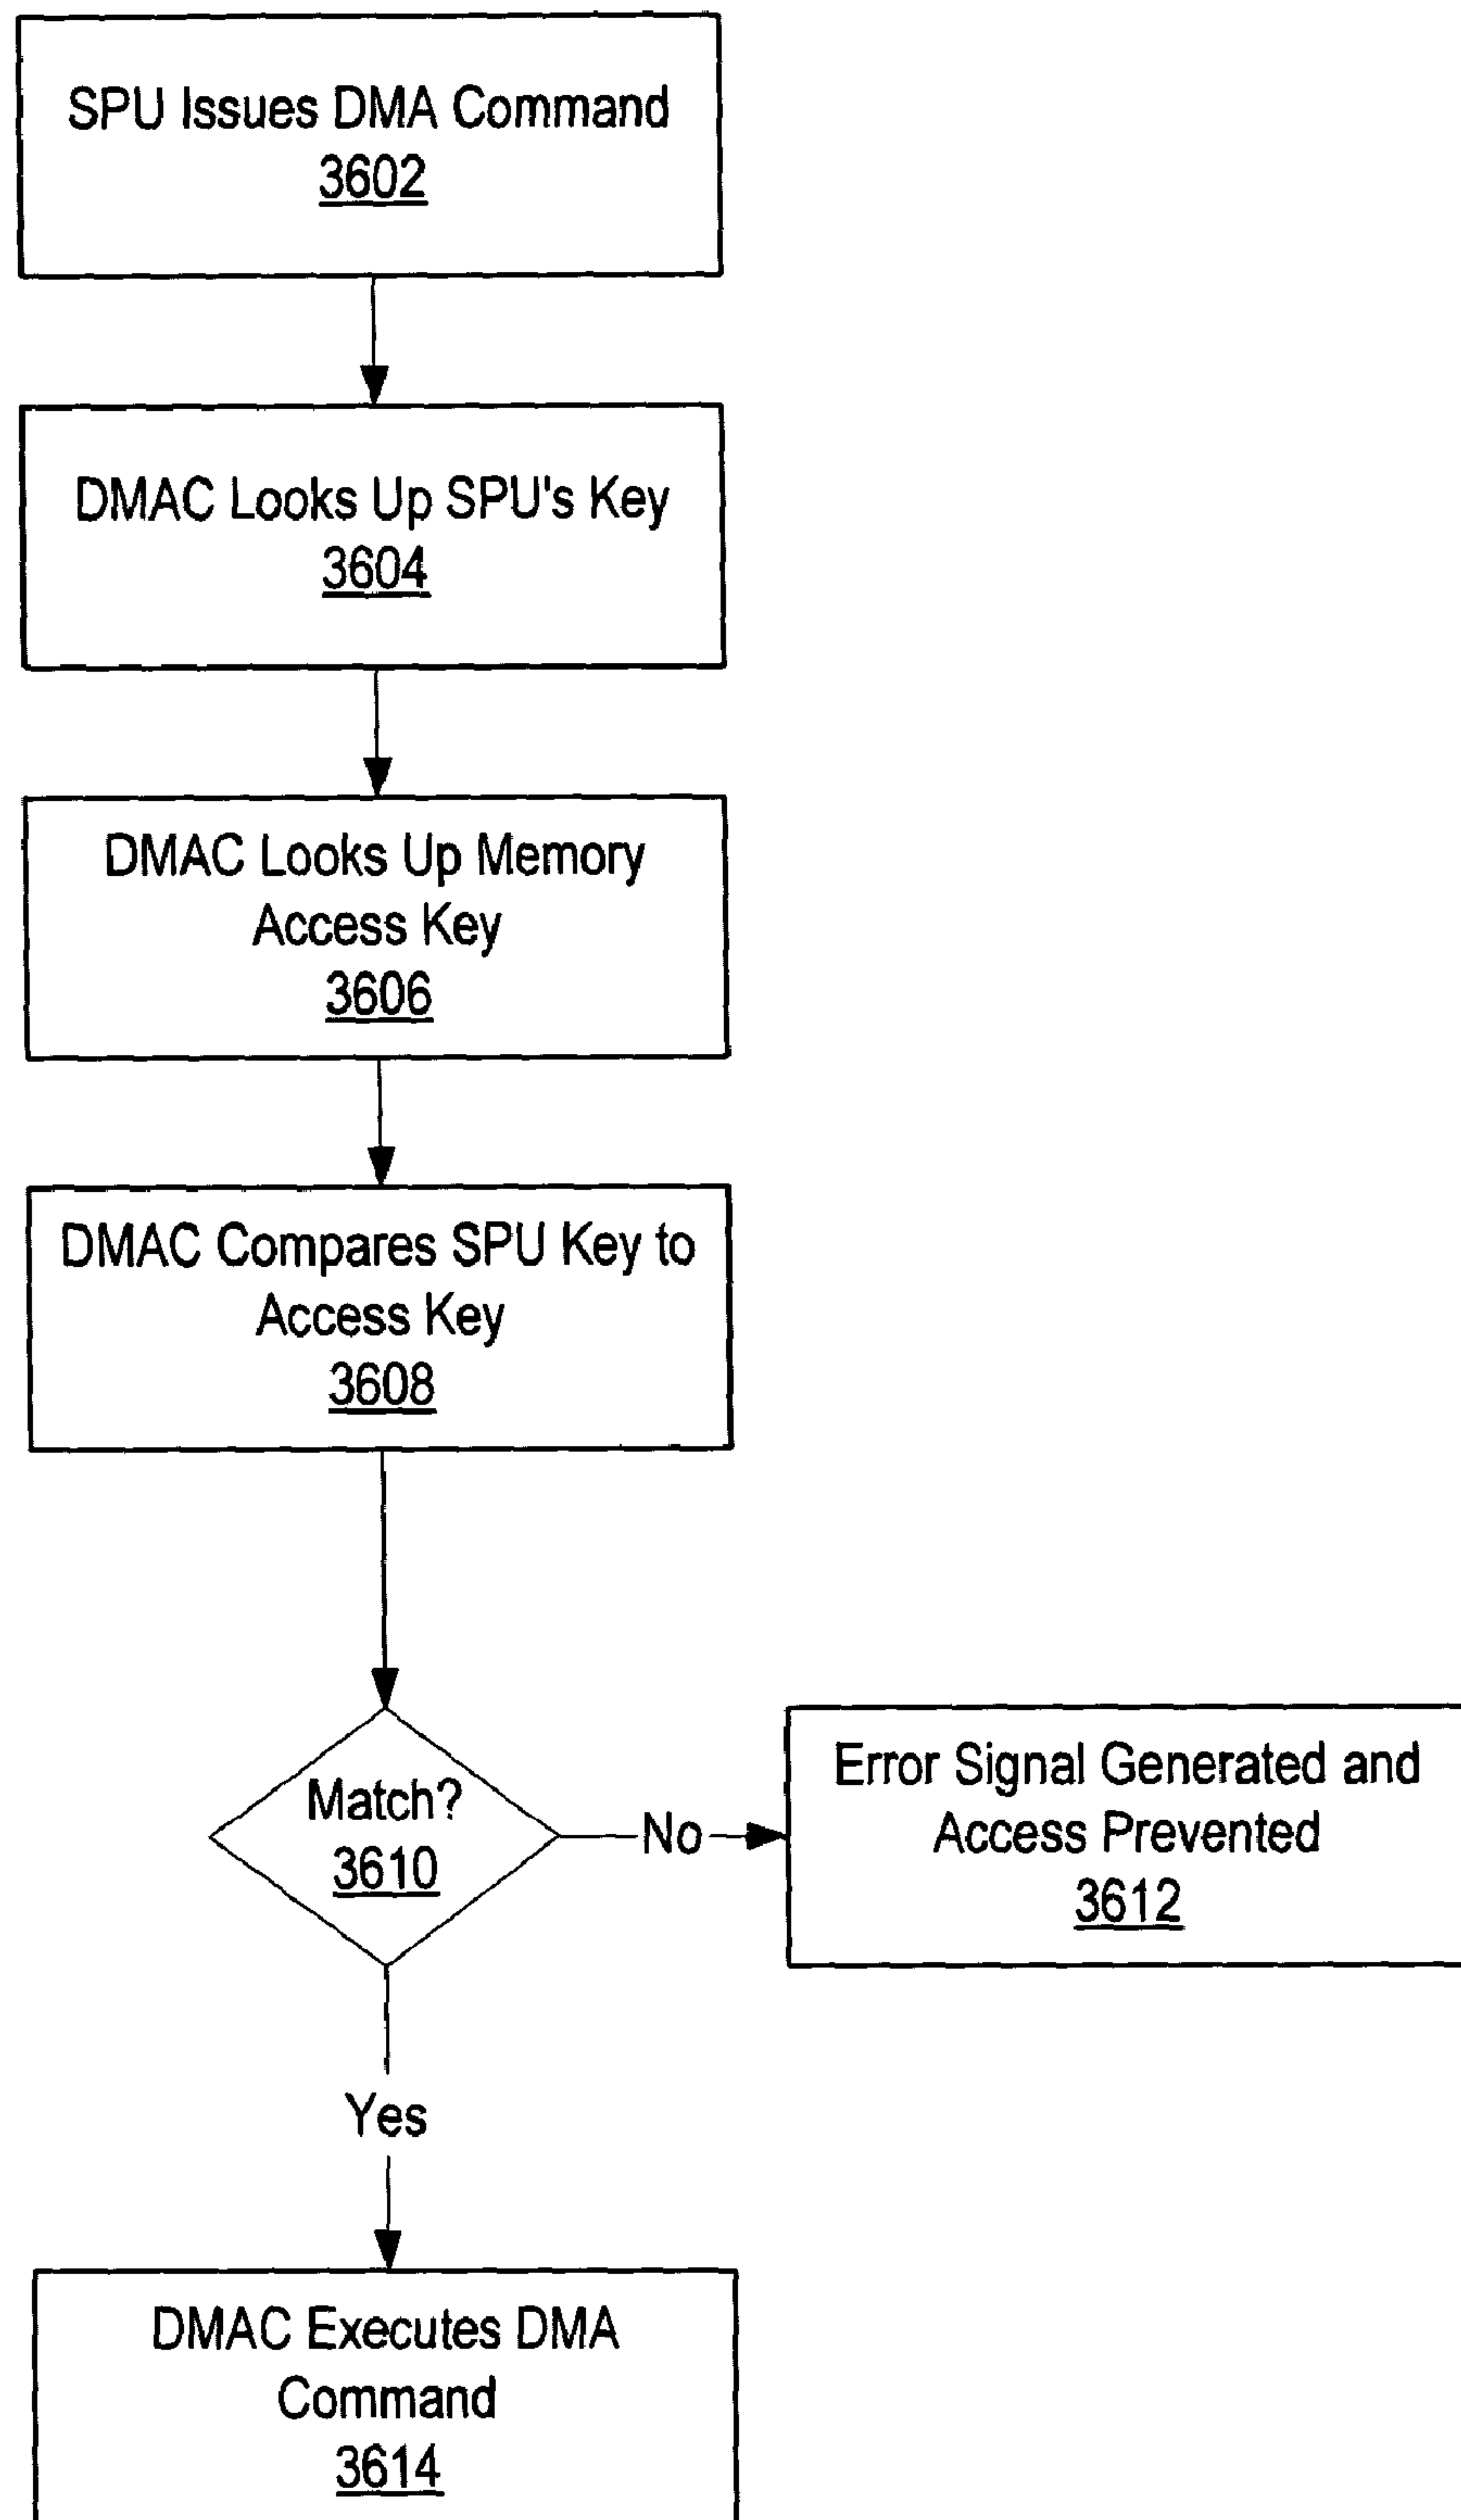 SPU Issues DMA Command
3602
DMAC Looks Up SPU's Key
3604
DMAC Looks Up Memory
Access Key
3606
DMAC Compares SPU Key to
Access Key
3608
Match?
3610
No
Error Signal Generated and
Access Prevented
3612
Yes
DMAC Executes DMA
Command
3614